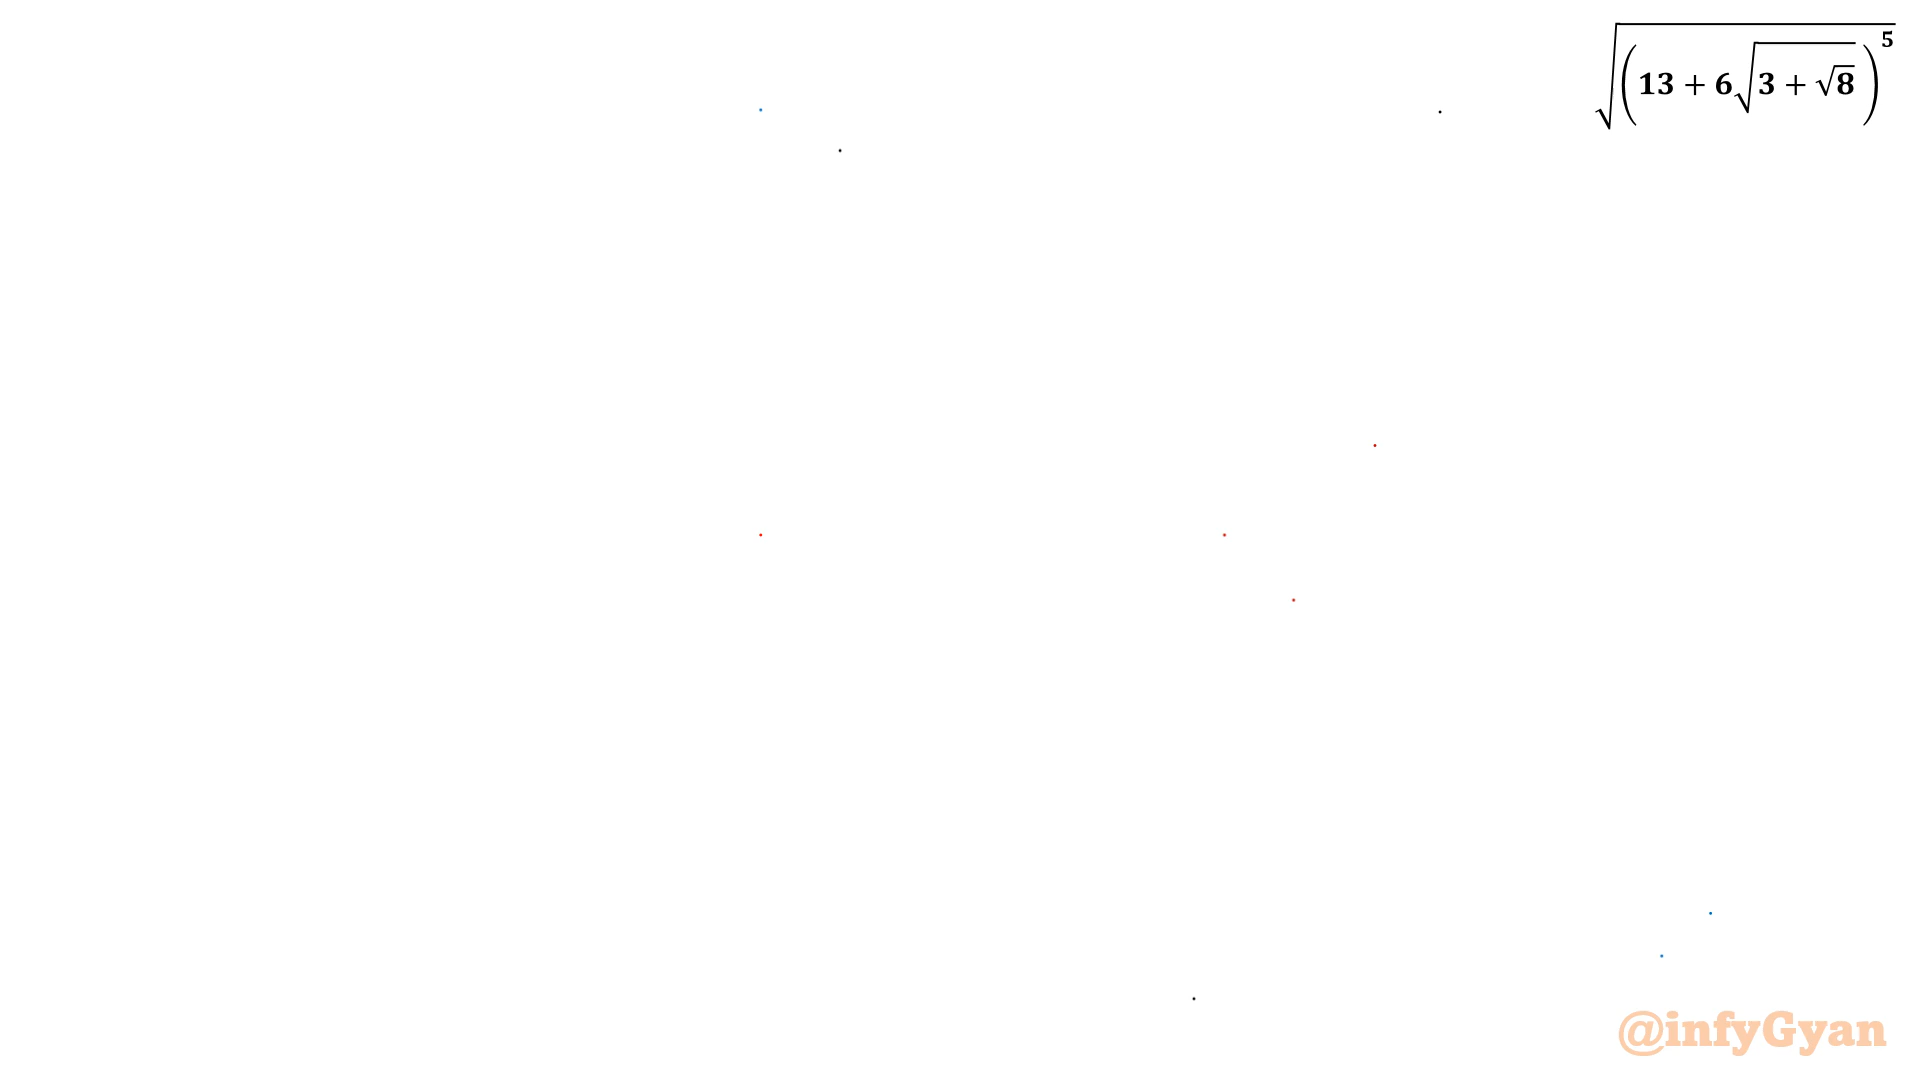 √((13 + 6√(3 + √8))^5)
@infyGyan